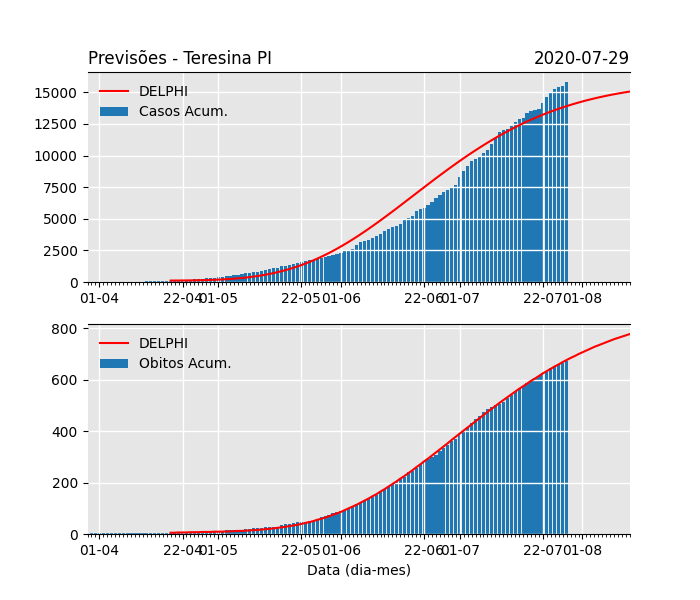 Previsões - Teresina PI 2020-07-29
DELPHI
Casos Acum.
15000
12500
10000
7500
5000
2500
0
01-04 22-04 01-05 22-05 01-06 22-06 01-07 22-07 01-08
DELPHI
Obitos Acum.
800
600
400
200
0
01-04 22-04 01-05 22-05 01-06 22-06 01-07 22-07 01-08
Data (dia-mes)